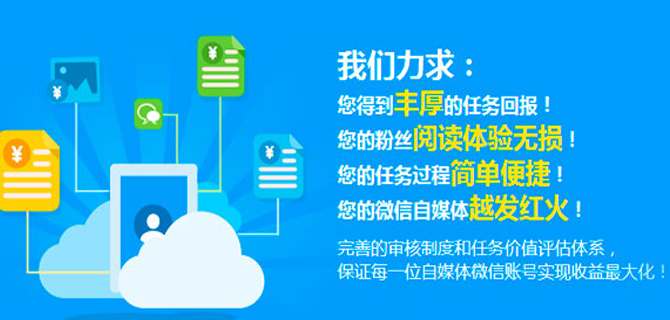 我们力求：
您得到丰厚的任务回报！
您的粉丝阅读体验无损！
您的任务过程简单便捷！
您的微信自媒体越发红火！
完善的审核制度和任务价值评估体系，
保证每一位自媒体微信账号实现收益最大化！
¥
¥
¥
¥